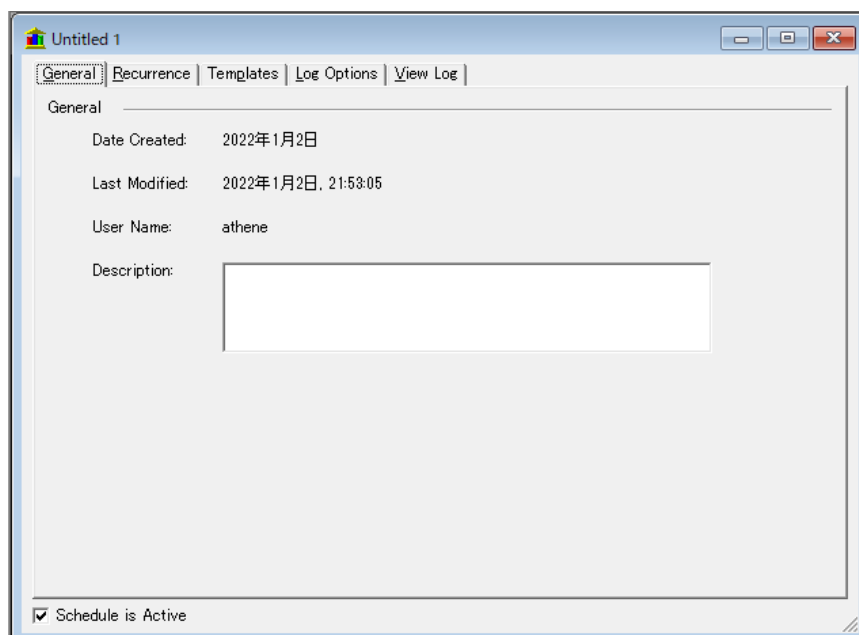 Untitled 1
General Recurrence Templates Log Options View Log
General
Date Created: 2022年1月2日
Last Modified: 2022年1月2日, 21:53:05
User Name: athene
Description:
Schedule is Active